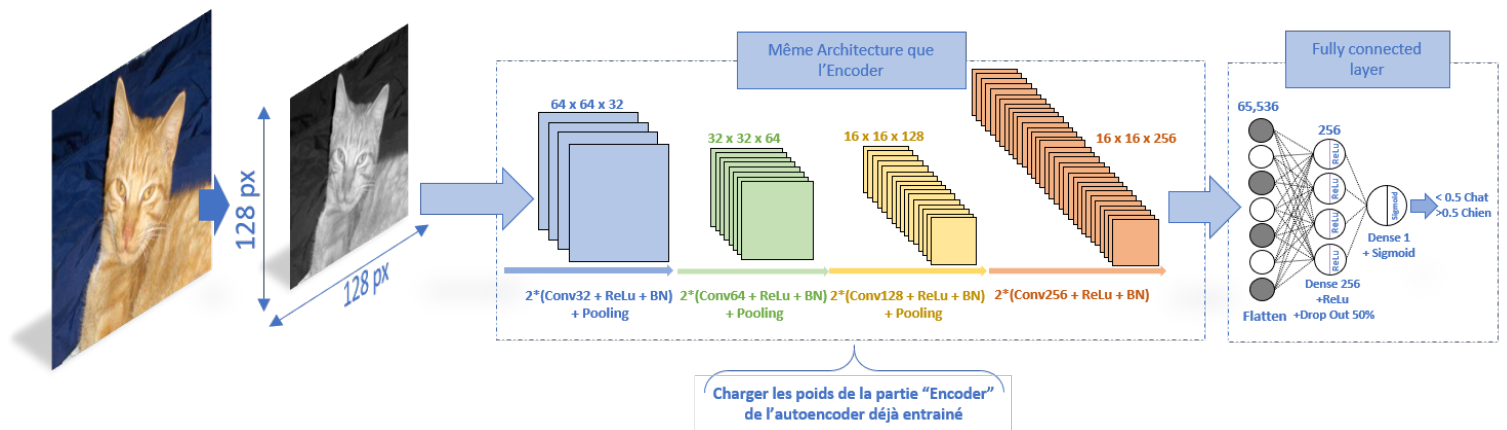 128 px
128 px
Même Architecture que
l'Encoder
64 x 64 x 32
32 x 32 x 64
16 x 16 x 128
16 x 16 x 256
2*(Conv32 + ReLu + BN)
+ Pooling
2*(Conv64 + ReLu + BN)
+ Pooling
2*(Conv128 + ReLu + BN)
+ Pooling
2*(Conv256 + ReLu + BN)
Charger les poids de la partie “Encoder”
de l'autoencoder déjà entrainé
Fully connected
layer
65,536
256
ReLu
ReLu
ReLu
ReLu
Sigmoid
< 0.5 Chat
>0.5 Chien
Dense 1
+ Sigmoid
Dense 256
+ReLu
+Drop Out 50%
Flatten